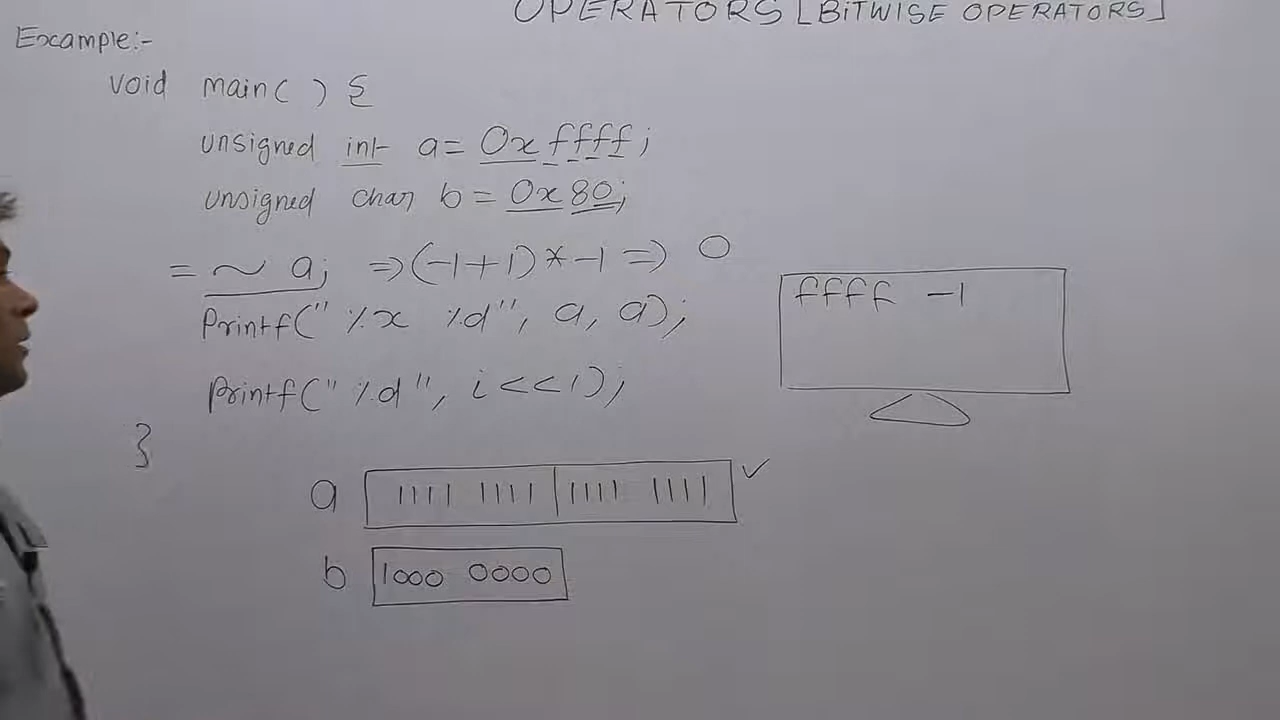 OPERATORS [BITWISE OPERATORS]
Example:-
void main( ) {
unsigned int a = 0x ffff;
unsigned char b = 0x 80;
= ~ a; => (-1+1)*-1 => 0
Printf(" %x %d", a, a);
ffff -1
Printf(" %d", i<<1);
}
a 1111 1111 1111 1111 ✓
b 1000 0000